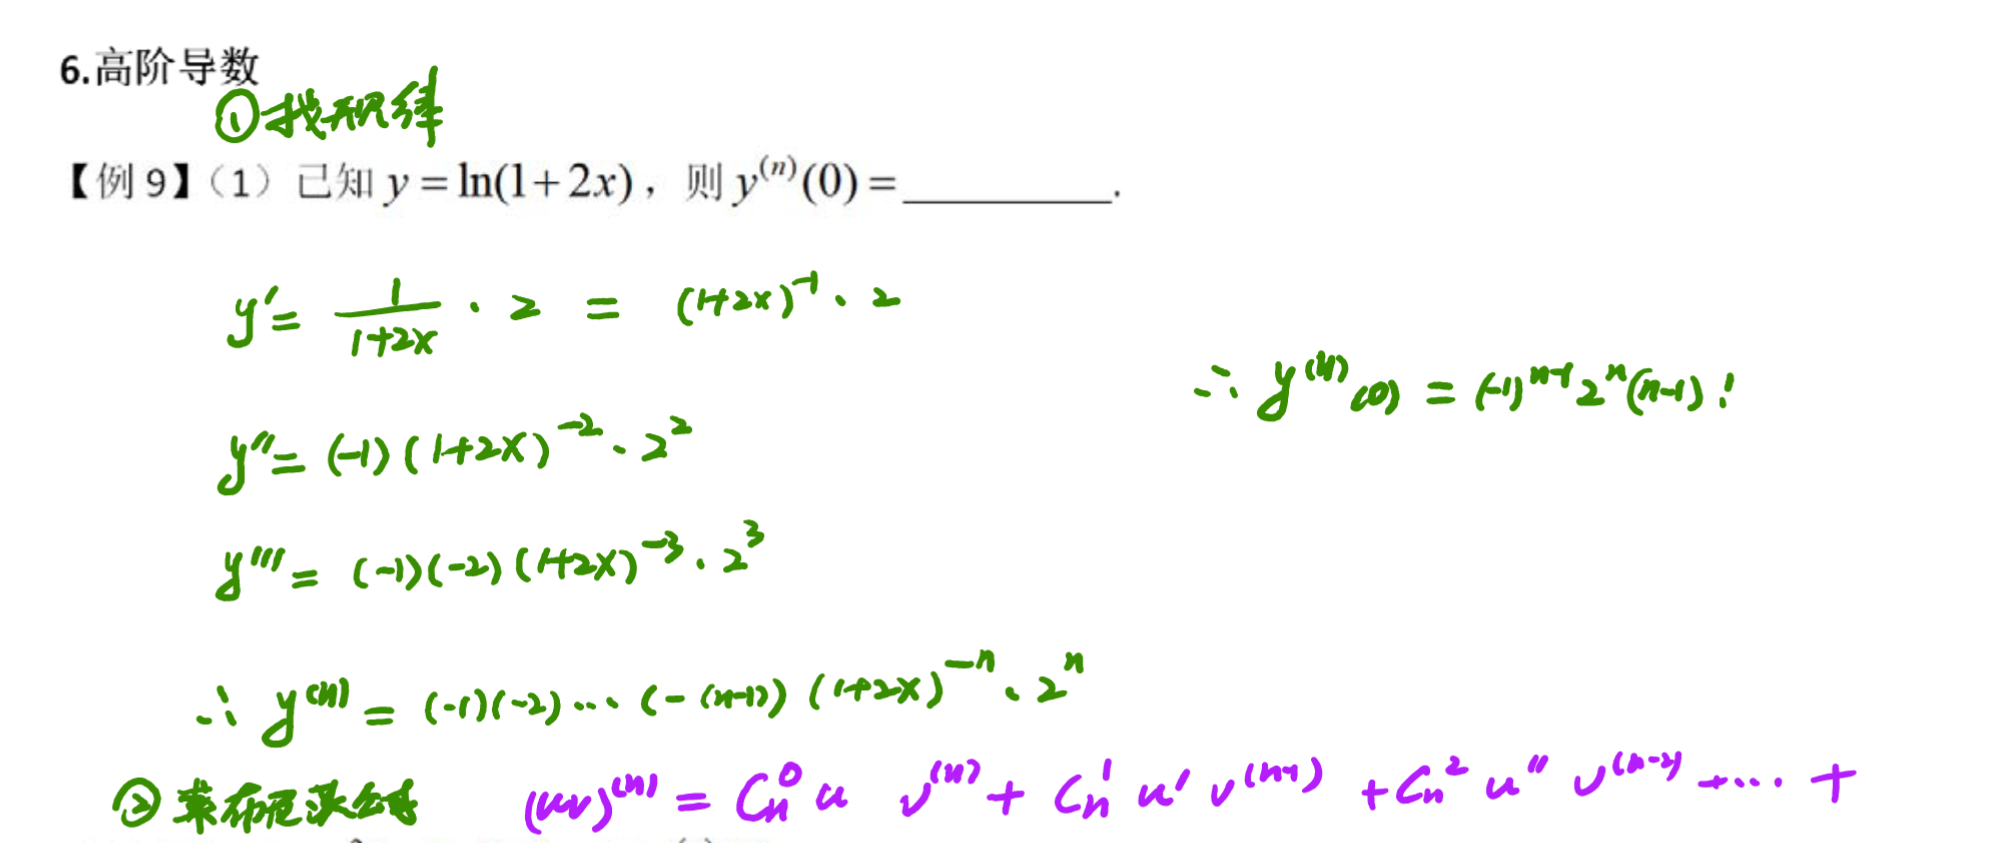 6.高阶导数
①找规律
【例 9】（1）已知 y = ln(1+2x)，则 y^(n)(0) = ________.
y' = 1/(1+2x) · 2 = (1+2x)^-1 · 2
∴ y^(n)(0) = (-1)^(n-1) 2^n (n-1)!
y'' = (-1)(1+2x)^-2 · 2^2
y''' = (-1)(-2)(1+2x)^-3 · 2^3
∴ y^(n) = (-1)(-2)···(-(n-1))(1+2x)^-n · 2^n
②莱布尼茨公式 (uv)^(n) = C_n^0 u v^(n) + C_n^1 u' v^(n-1) + C_n^2 u'' v^(n-2) + ··· +